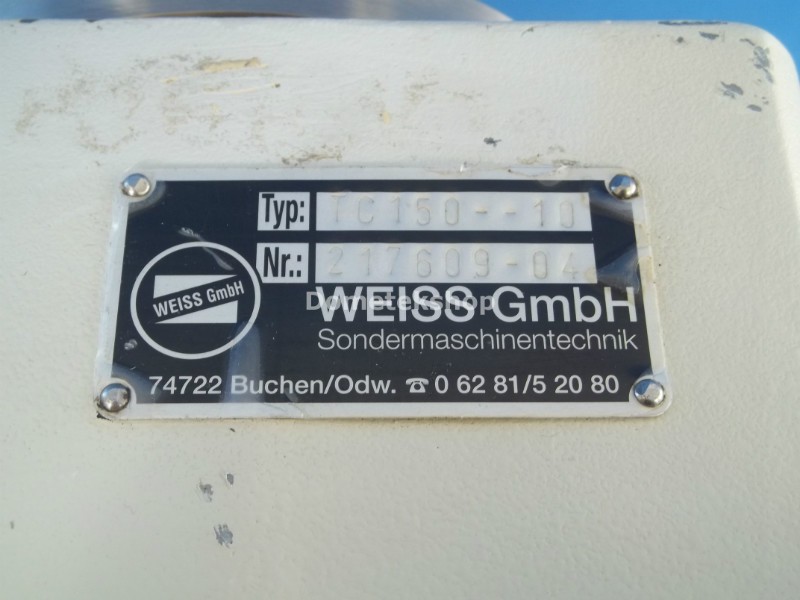 Typ: TC150--10
Nr.: 217609-04
WEISS GmbH
Dometekshop
WEISS GmbH
Sondermaschinentechnik
74722 Buchen/Odw. ☎ 0 62 81/5 20 80